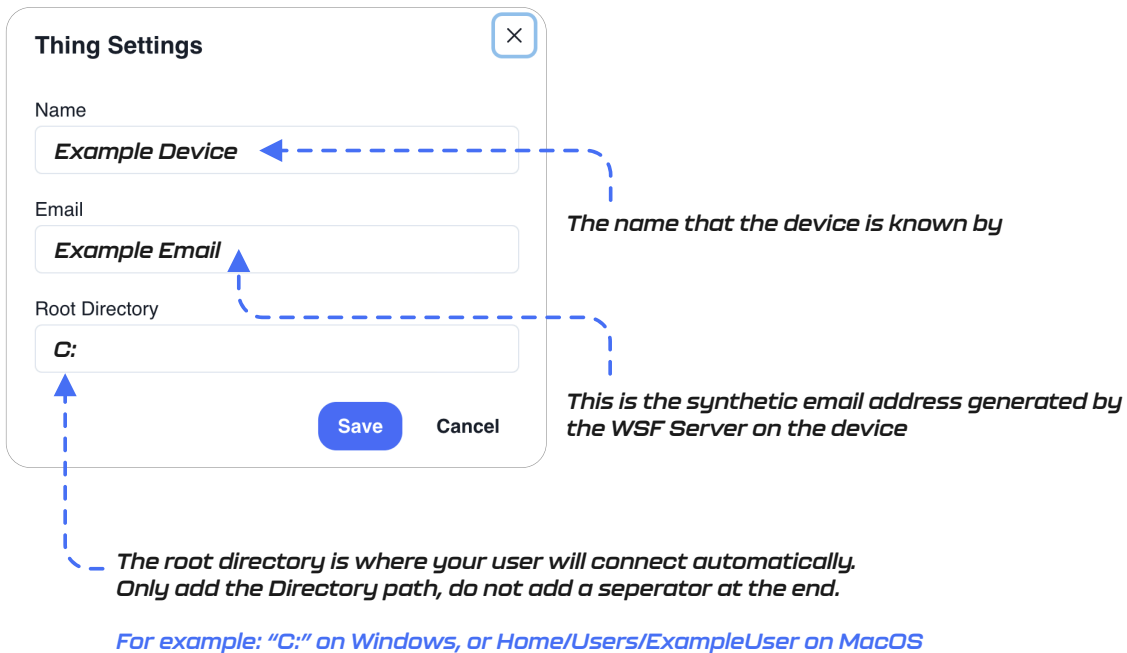 Thing Settings
Name
Example Device
The name that the device is known by
Email
Example Email
Root Directory
C:
This is the synthetic email address generated by
the WSF Server on the device
Save
Cancel
The root directory is where your user will connect automatically.
Only add the Directory path, do not add a seperator at the end.
For example: “C:” on Windows, or Home/Users/ExampleUser on MacOS